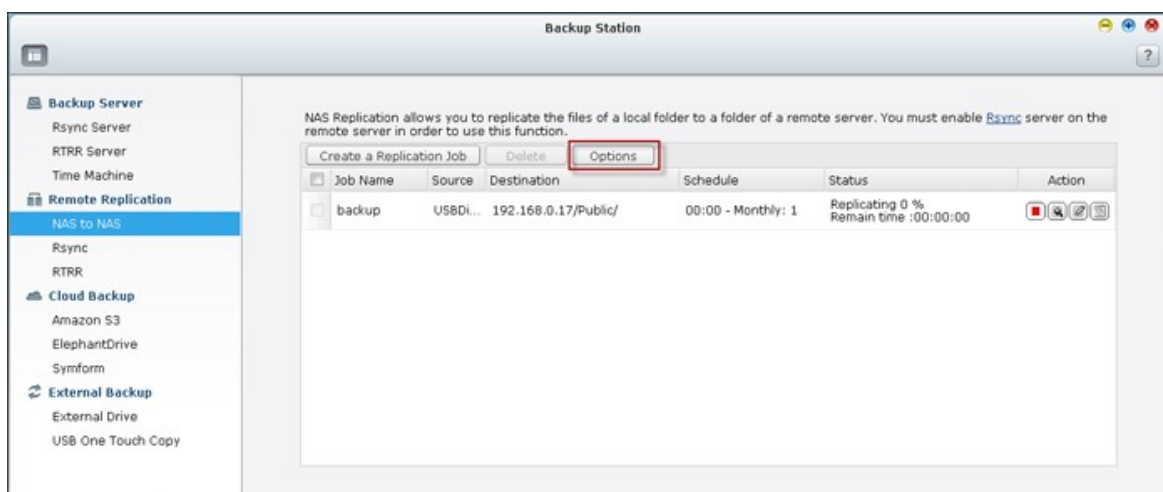 Backup Station
?
Backup Server
Rsync Server
RTRR Server
Time Machine
Remote Replication
NAS to NAS
Rsync
RTRR
Cloud Backup
Amazon S3
ElephantDrive
Symform
External Backup
External Drive
USB One Touch Copy
NAS Replication allows you to replicate the files of a local folder to a folder of a remote server. You must enable Rsync server on the
remote server in order to use this function.
Create a Replication Job Delete Options
Job Name Source Destination Schedule Status Action
backup USBDi... 192.168.0.17/Public/ 00:00 - Monthly: 1 Replicating 0 %
Remain time :00:00:00